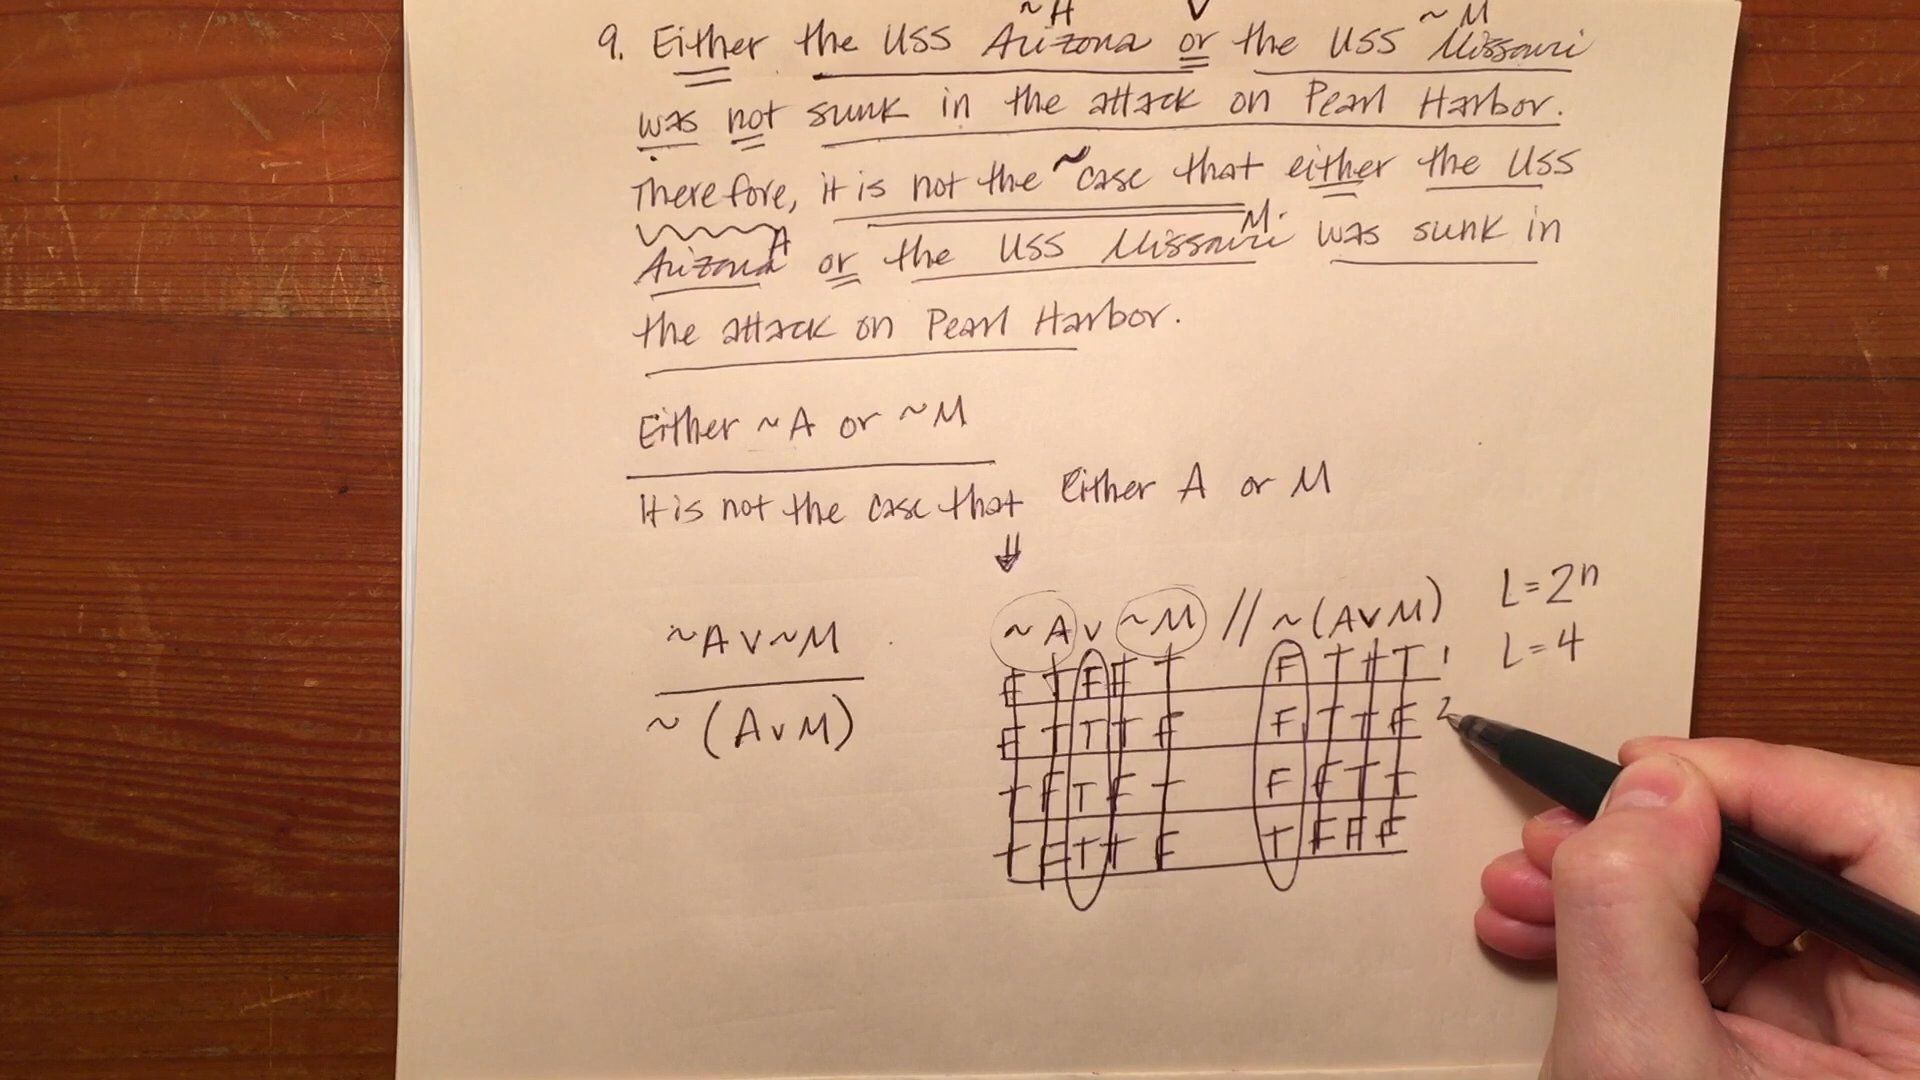 ~A v ~M
9. Either the USS Arizona or the USS Missouri
was not sunk in the attack on Pearl Harbor.
Therefore, it is not the ~ case that either the USS
A M
Arizona or the USS Missouri was sunk in
the attack on Pearl Harbor.
Either ~A or ~M
It is not the case that Either A or M
~A v ~M
~(A v M)
~A v ~M // ~(A v M)
F T F F T F T T T 1
F T T T F F T T F 2
T F T F T F F T T
T F T T F T F F F
L=2ⁿ
L=4